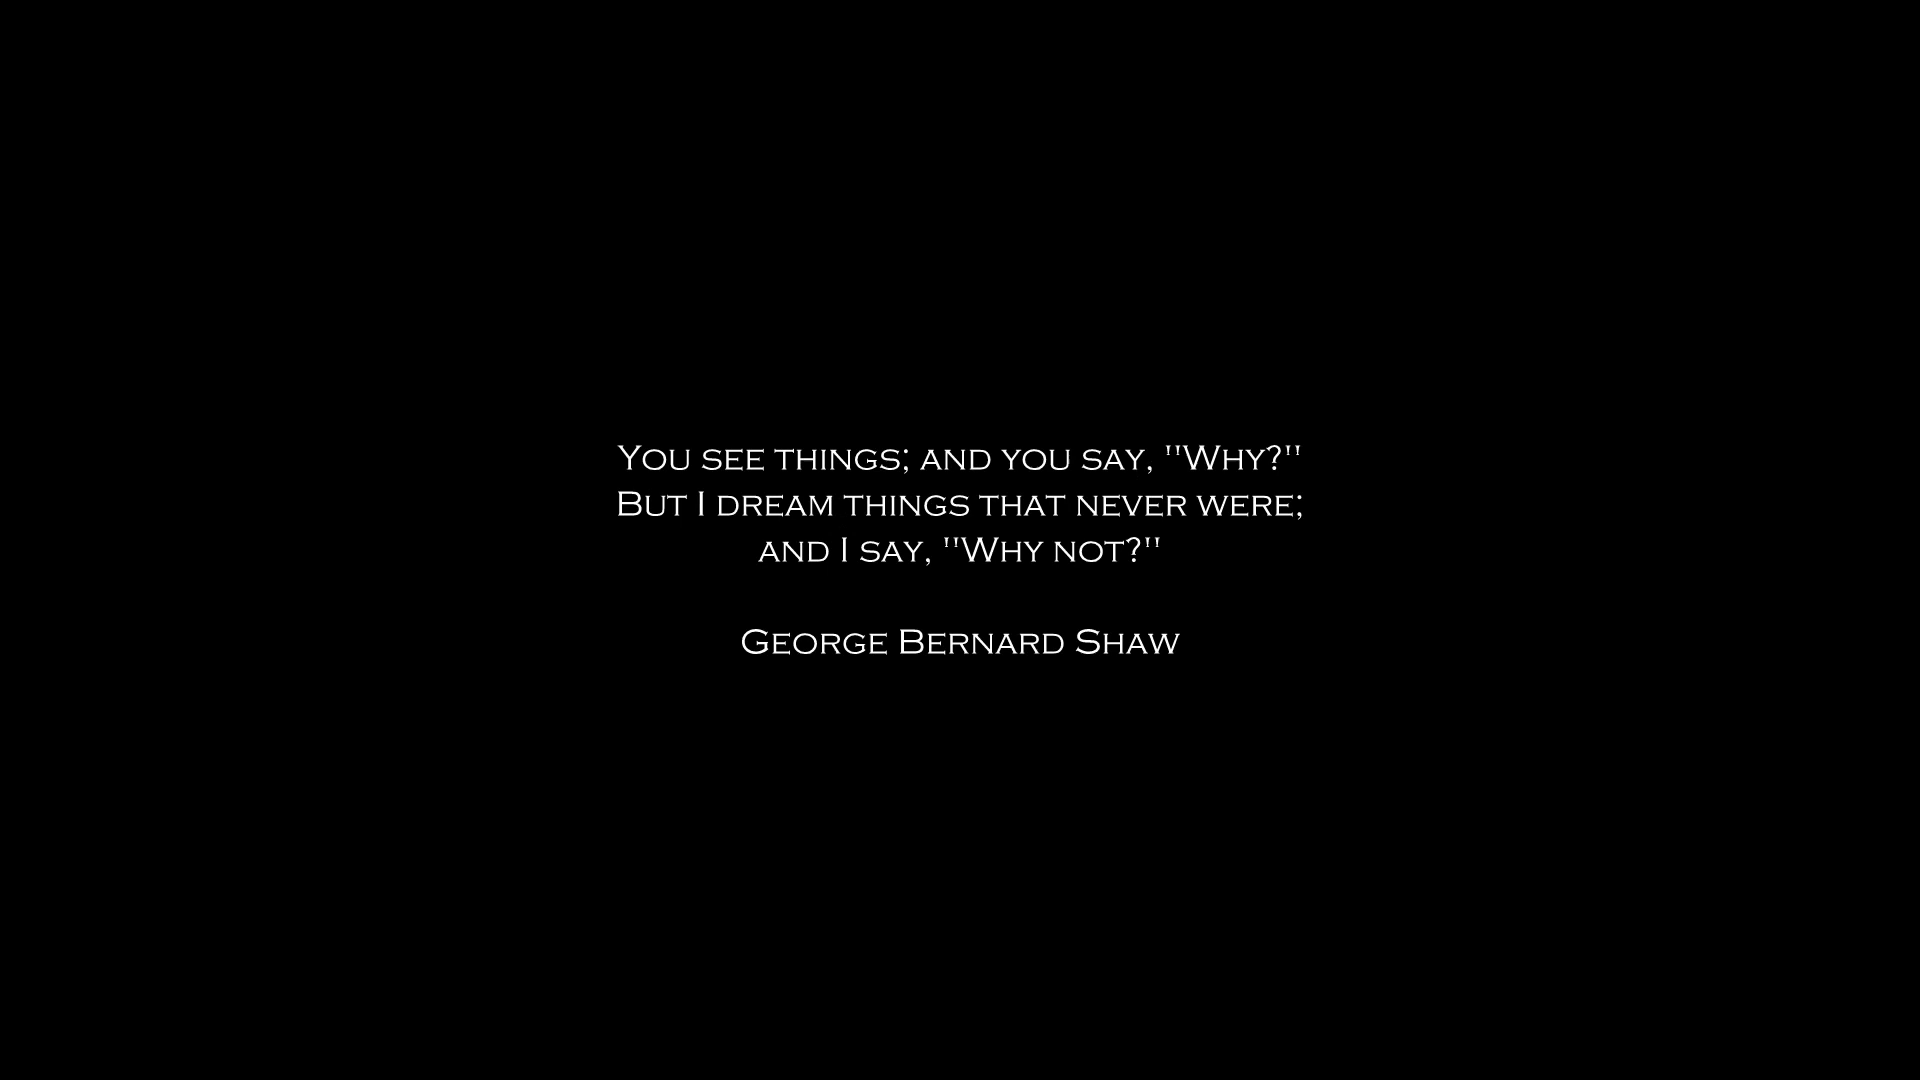 You see things; and you say, "Why?"
But I dream things that never were;
and I say, "Why not?"
George Bernard Shaw